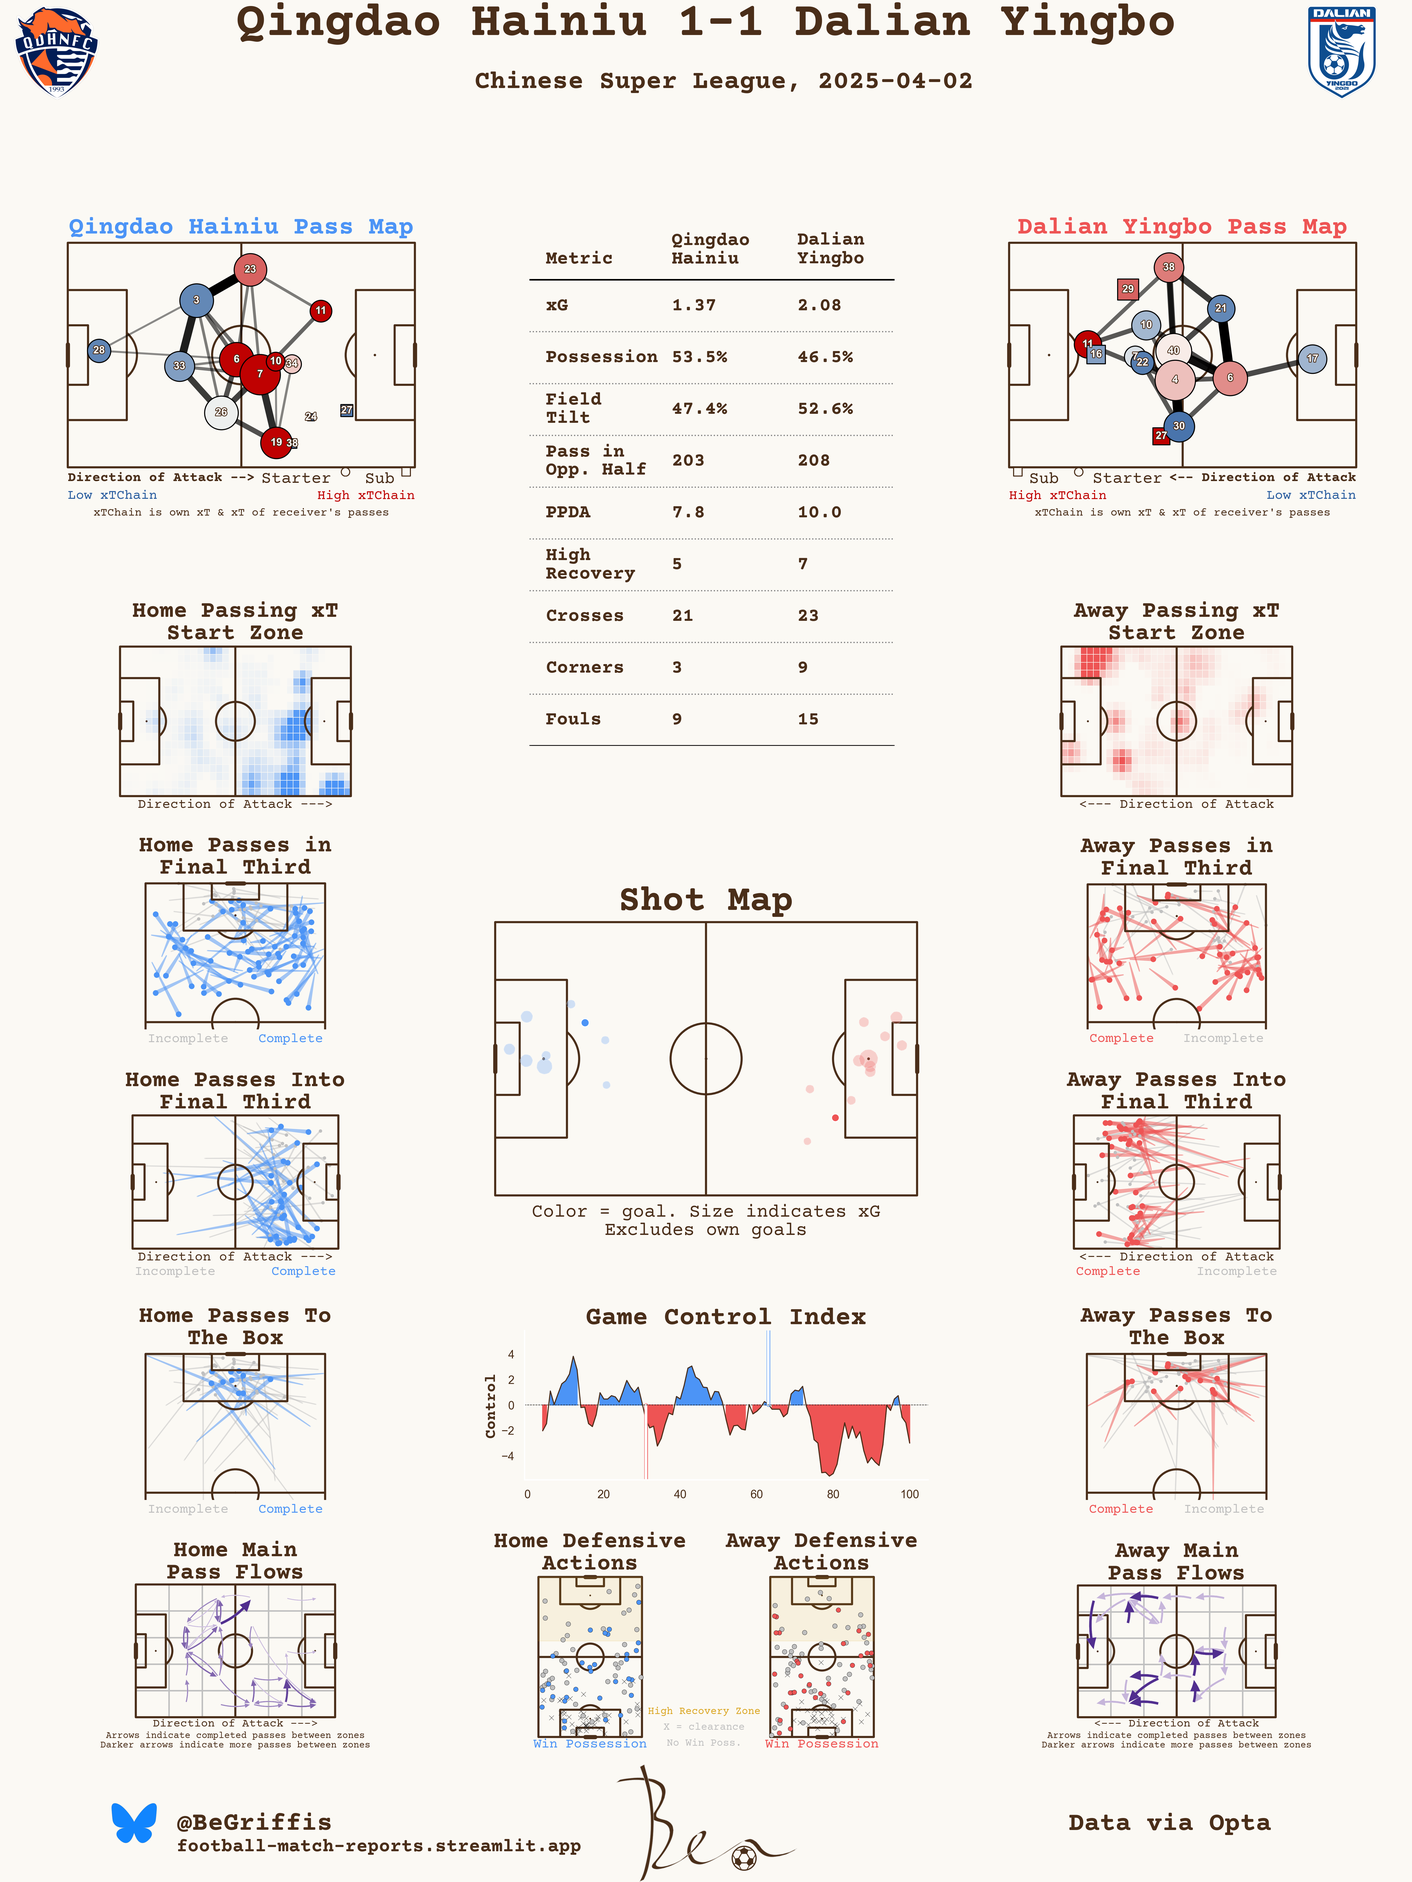 Qingdao Hainiu 1-1 Dalian Yingbo
Chinese Super League, 2025-04-02
QDHNFC
1993
DALIAN
YINGBO
Qingdao Hainiu Pass Map
23
3
11
28
33
6
10
34
7
26
24
27
19
38
Direction of Attack --> Starter Sub
Low xTChain High xTChain
xTChain is own xT & xT of receiver's passes
Metric Qingdao Hainiu Dalian Yingbo
xG 1.37 2.08
Possession 53.5% 46.5%
Field Tilt 47.4% 52.6%
Pass in Opp. Half 203 208
PPDA 7.8 10.0
High Recovery 5 7
Crosses 21 23
Corners 3 9
Fouls 9 15
Dalian Yingbo Pass Map
38
29
21
10
11
16
7
22
40
17
4
6
27
30
Sub Starter <-- Direction of Attack
High xTChain Low xTChain
xTChain is own xT & xT of receiver's passes
Home Passing xT
Start Zone
Direction of Attack --->
Away Passing xT
Start Zone
<--- Direction of Attack
Home Passes in
Final Third
Incomplete Complete
Away Passes in
Final Third
Complete Incomplete
Shot Map
Color = goal. Size indicates xG
Excludes own goals
Home Passes Into
Final Third
Direction of Attack --->
Incomplete Complete
Away Passes Into
Final Third
<--- Direction of Attack
Complete Incomplete
Home Passes To
The Box
Incomplete Complete
Game Control Index
Control
4
2
0
−2
−4
0 20 40 60 80 100
Away Passes To
The Box
Complete Incomplete
Home Main
Pass Flows
Direction of Attack --->
Arrows indicate completed passes between zones
Darker arrows indicate more passes between zones
Home Defensive
Actions
Win Possession
High Recovery Zone
X = clearance
No Win Poss.
Away Defensive
Actions
Win Possession
Away Main
Pass Flows
<--- Direction of Attack
Arrows indicate completed passes between zones
Darker arrows indicate more passes between zones
@BeGriffis
football-match-reports.streamlit.app
Ben
Data via Opta